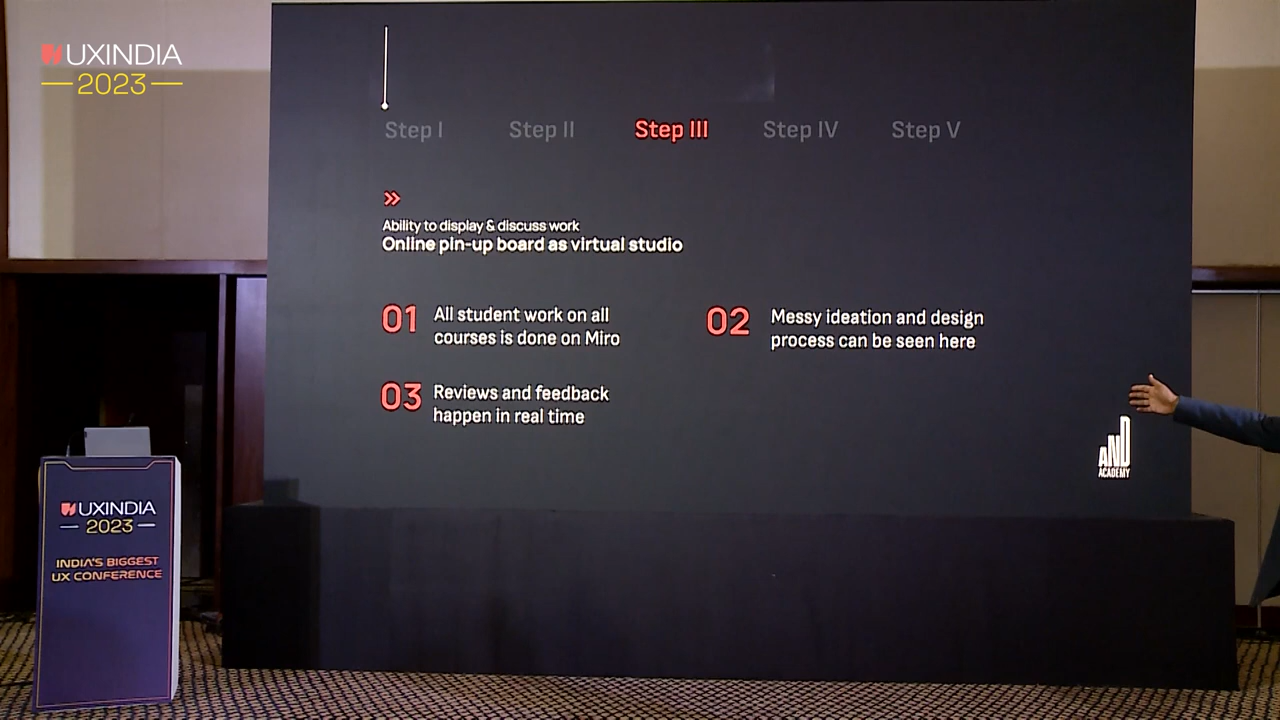 UXINDIA
2023
Step I Step II Step III Step IV Step V
Ability to display & discuss work
Online pin-up board as virtual studio
01 All student work on all
courses is done on Miro
02 Messy ideation and design
process can be seen here
03 Reviews and feedback
happen in real time
AND
ACADEMY
UXINDIA
2023
INDIA'S BIGGEST
UX CONFERENCE